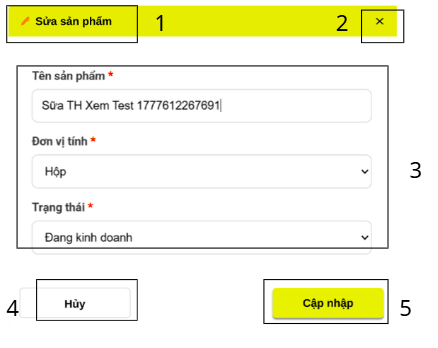 Sửa sản phẩm 1 2 ×
Tên sản phẩm *
Sữa TH Xem Test 1777612267691
Đơn vị tính *
Hộp 3
Trạng thái *
Đang kinh doanh
4 Hủy Cập nhập 5